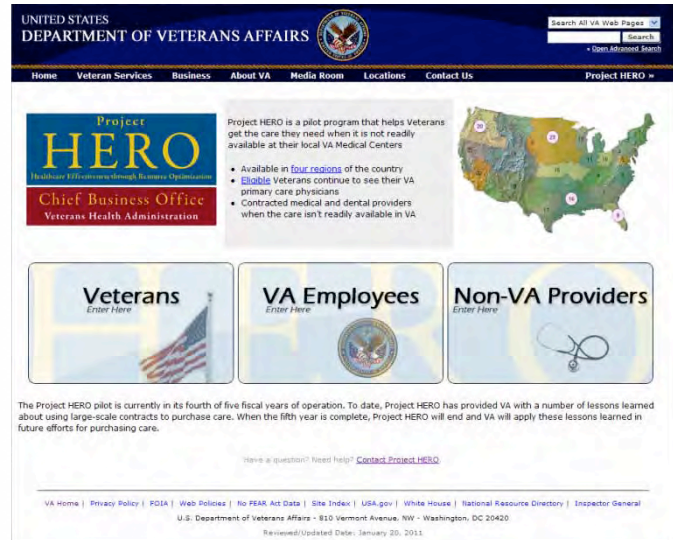 UNITED STATES
DEPARTMENT OF VETERANS AFFAIRS
Search All VA Web Pages
Search
Open Advanced Search
Home Veteran Services Business About VA Media Room Locations Contact Us Project HERO »
Project
HERO
Healthcare Effectiveness through Resource Optimization
Chief Business Office
Veterans Health Administration
Project HERO is a pilot program that helps Veterans
get the care they need when it is not readily
available at their local VA Medical Centers
• Available in four regions of the country
• Eligible Veterans continue to see their VA
primary care physicians
• Contracted medical and dental providers
when the care isn't readily available in VA
20
23
16
8
Veterans
Enter Here
VA Employees
Enter Here
Non-VA Providers
Enter Here
The Project HERO pilot is currently in its fourth of five fiscal years of operation. To date, Project HERO has provided VA with a number of lessons learned
about using large-scale contracts to purchase care. When the fifth year is complete, Project HERO will end and VA will apply these lessons learned in
future efforts for purchasing care.
Have a question? Need help? Contact Project HERO
VA Home | Privacy Policy | FOIA | Web Policies | No FEAR Act Data | Site Index | USA.gov | White House | National Resource Directory | Inspector General
U.S. Department of Veterans Affairs - 810 Vermont Avenue, NW - Washington, DC 20420
Reviewed/Updated Date: January 20, 2011